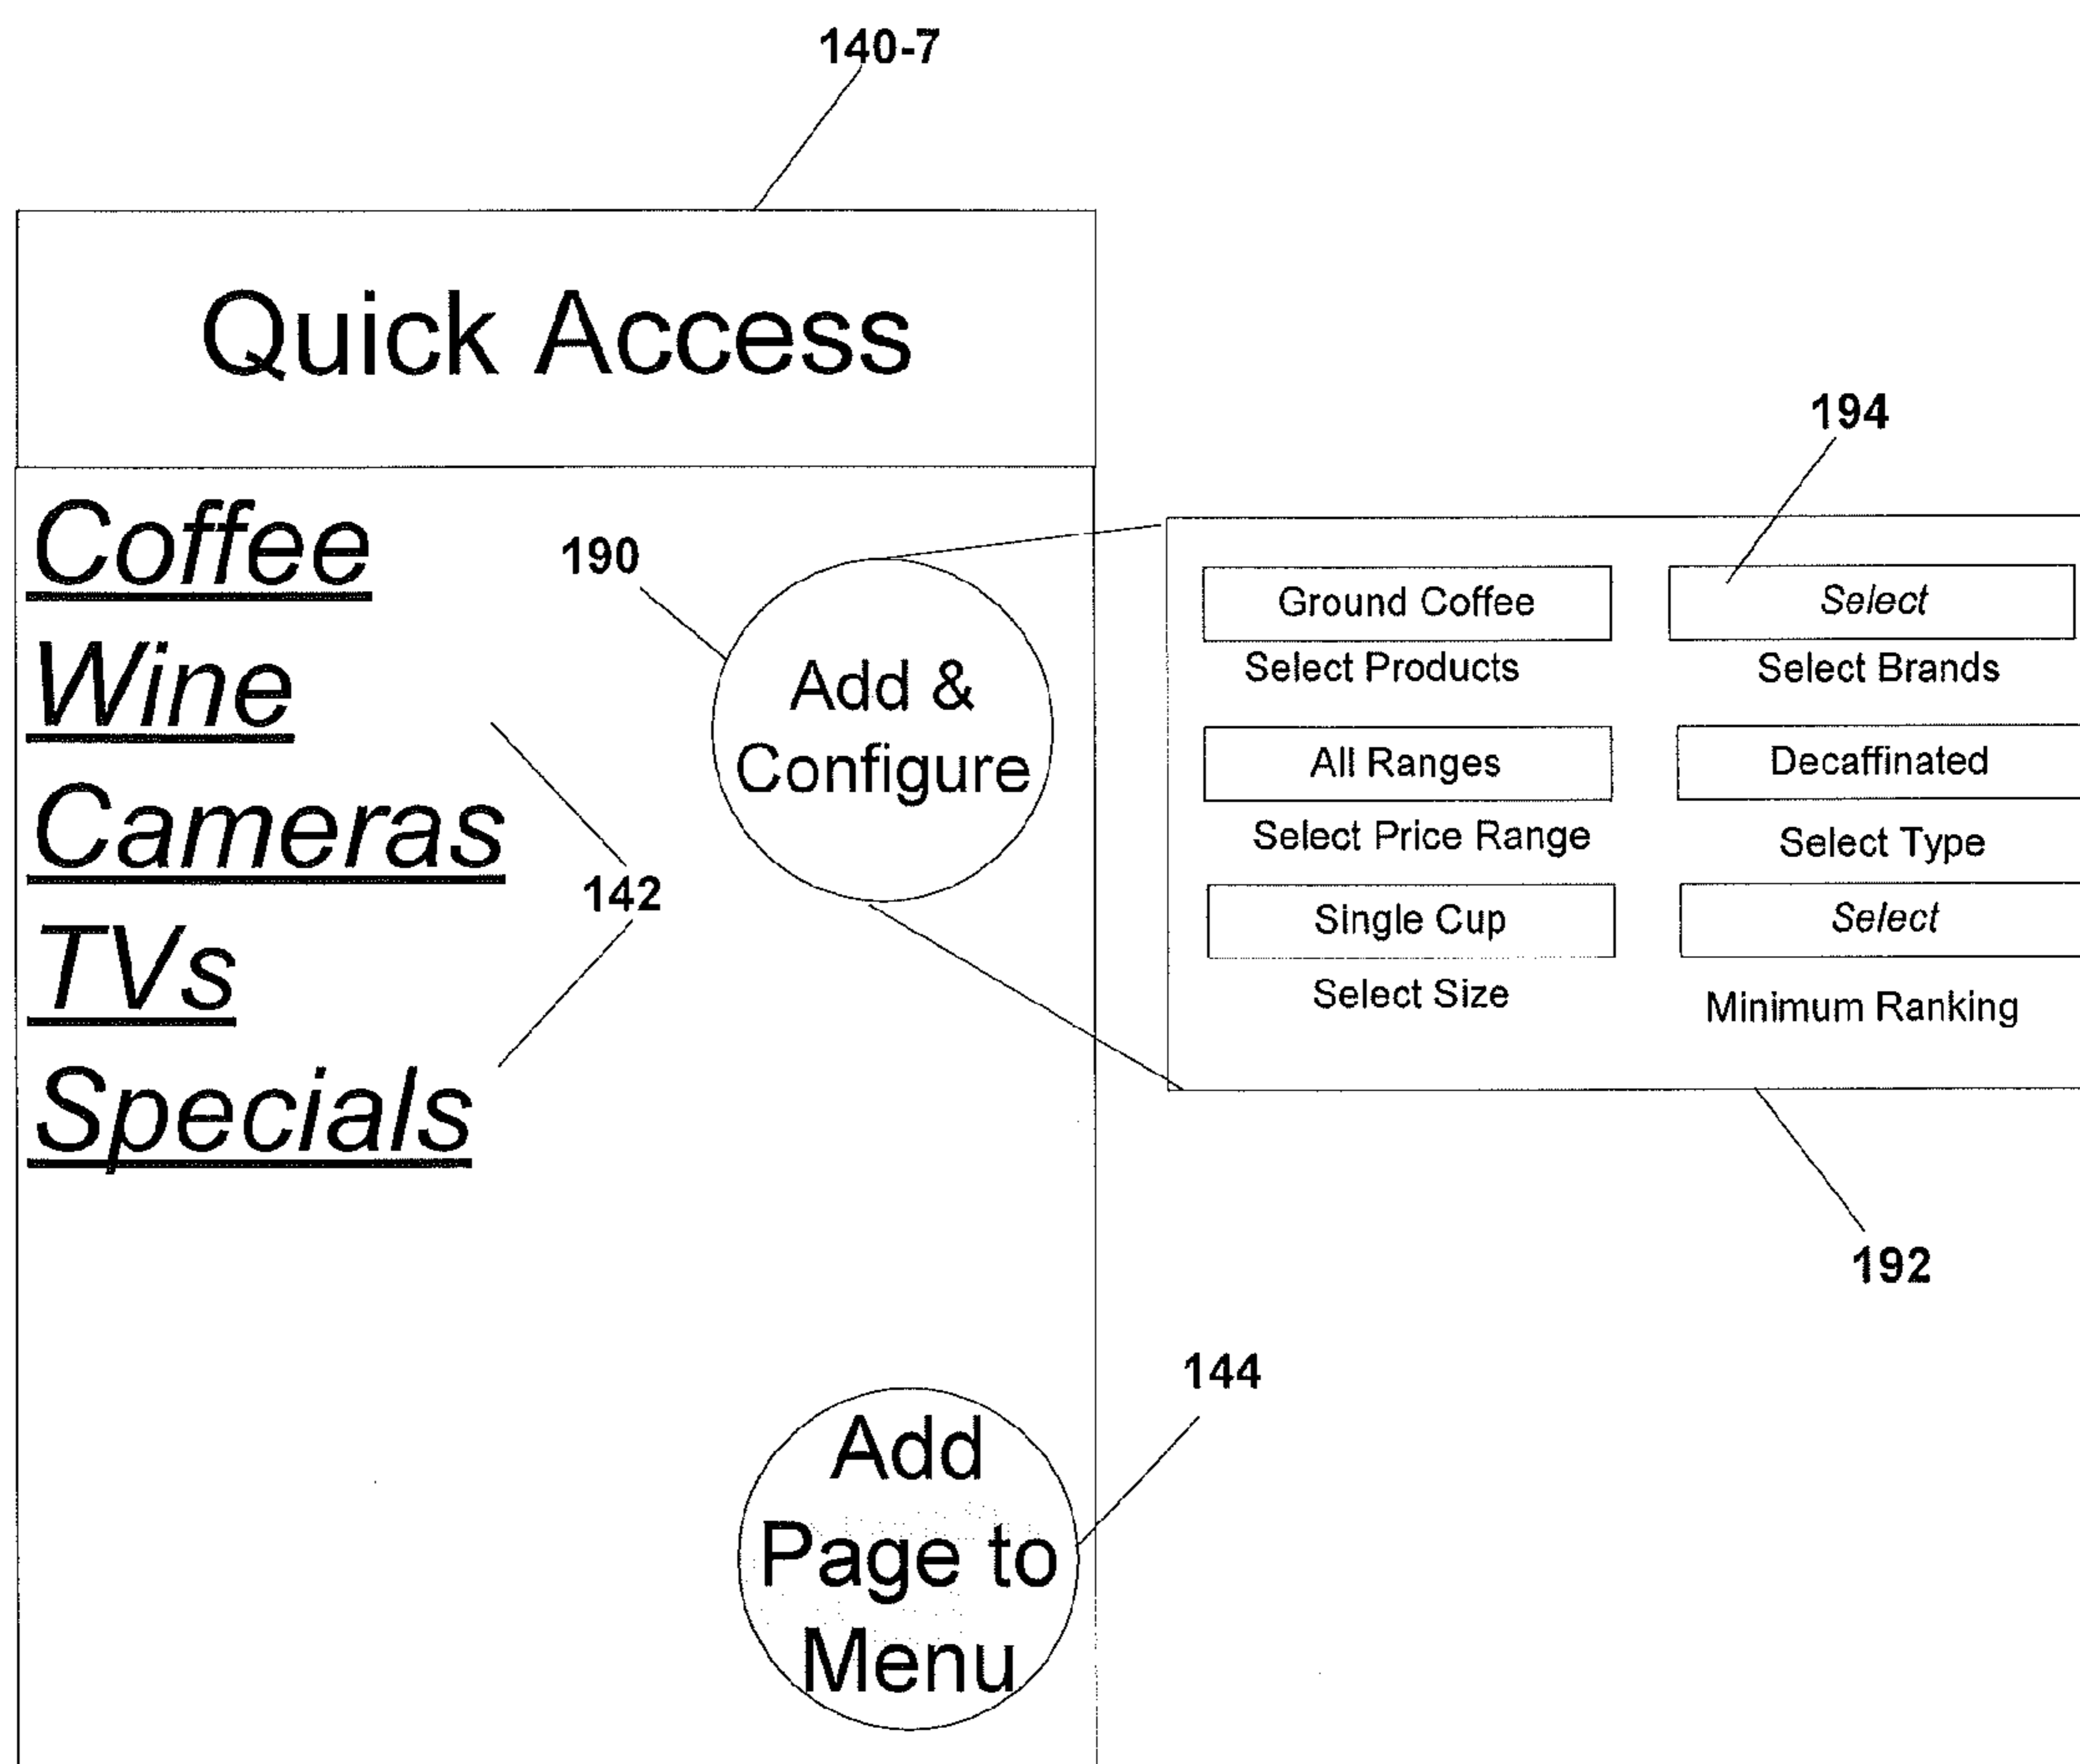 140-7
Quick Access
Coffee
Wine
Cameras
TVs
Specials
190
Add &
Configure
142
194
Ground Coffee
Select
Select Products
Select Brands
All Ranges
Decaffinated
Select Price Range
Select Type
Single Cup
Select
Select Size
Minimum Ranking
192
144
Add
Page to
Menu